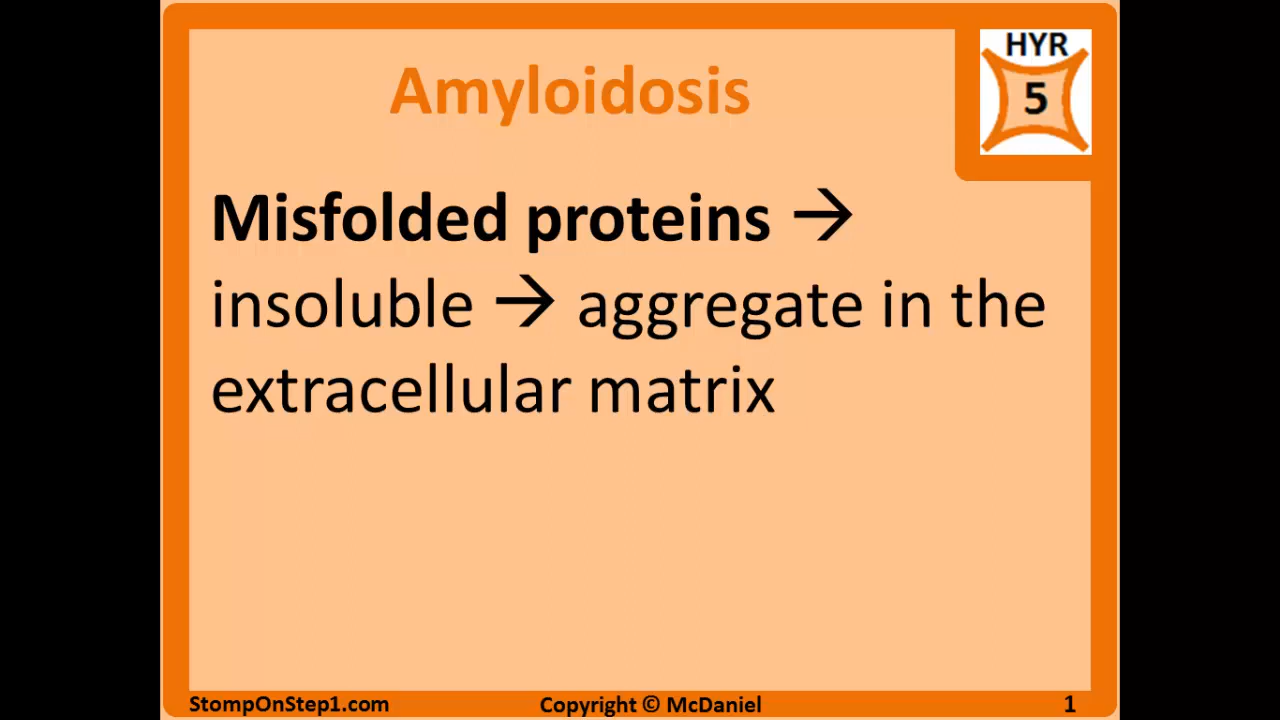 HYR
5
Amyloidosis
Misfolded proteins →
insoluble → aggregate in the
extracellular matrix
StompOnStep1.com
Copyright © McDaniel
1